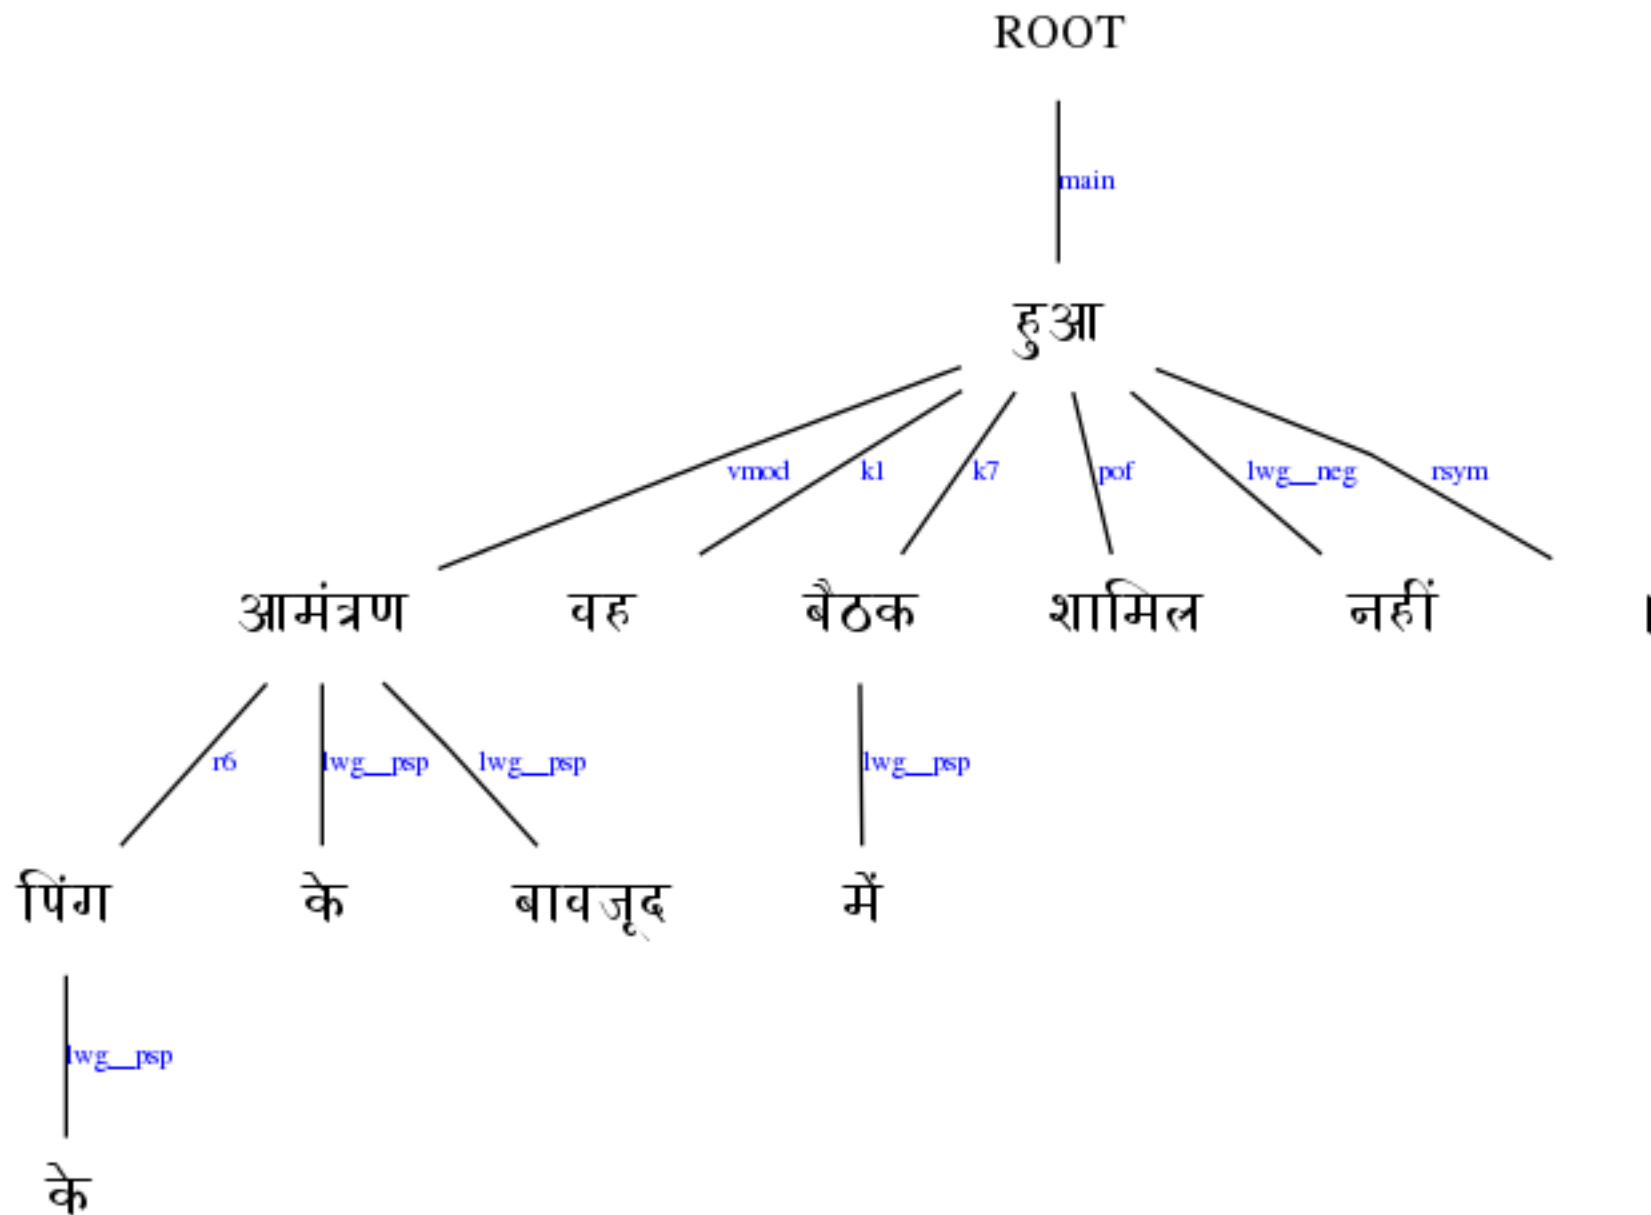 ROOT
main
हुआ
vmod k1 k7 pof lwg__neg rsym
आमंत्रण वह बैठक शामिल नहीं ।
r6 lwg__psp lwg__psp lwg__psp
पिंग के बावजूद में
lwg__psp
के